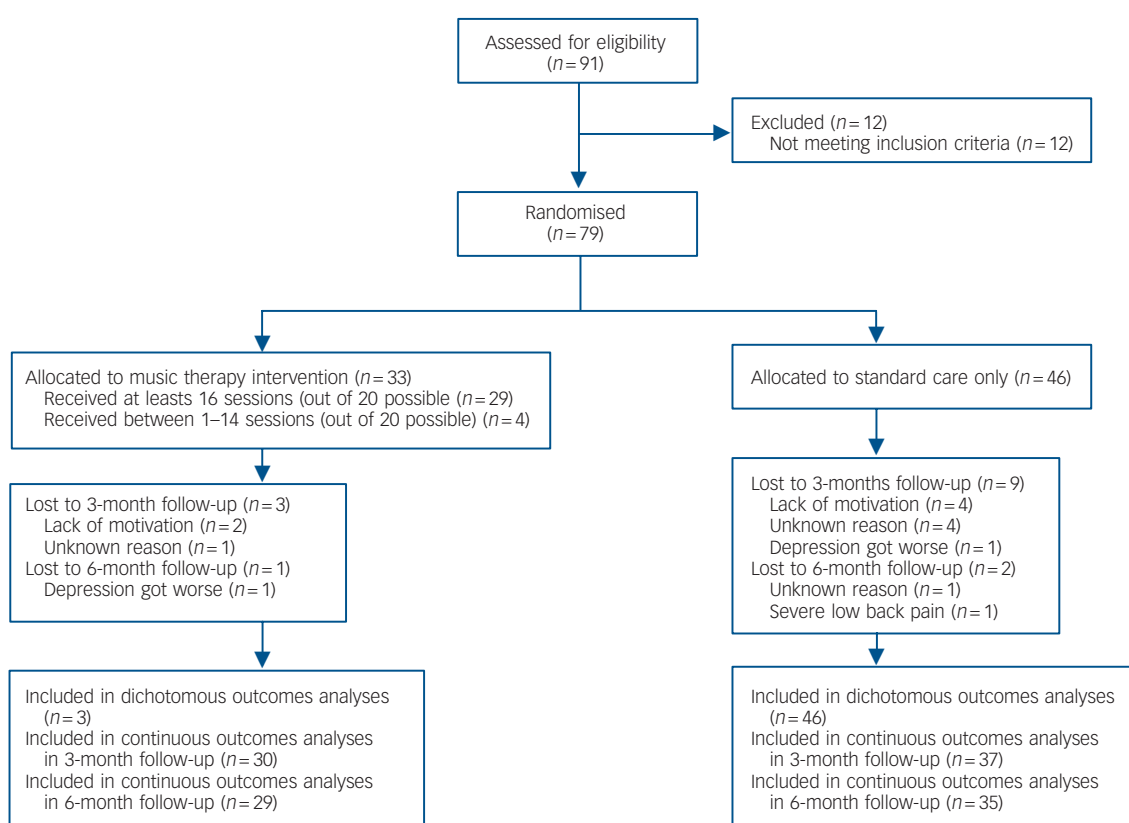 Assessed for eligibility
(n=91)
Excluded (n=12)
Not meeting inclusion criteria (n=12)
Randomised
(n=79)
Allocated to music therapy intervention (n=33)
Received at leasts 16 sessions (out of 20 possible (n=29)
Received between 1–14 sessions (out of 20 possible) (n=4)
Allocated to standard care only (n=46)
Lost to 3-month follow-up (n=3)
Lack of motivation (n=2)
Unknown reason (n=1)
Lost to 6-month follow-up (n=1)
Depression got worse (n=1)
Lost to 3-months follow-up (n=9)
Lack of motivation (n=4)
Unknown reason (n=4)
Depression got worse (n=1)
Lost to 6-month follow-up (n=2)
Unknown reason (n=1)
Severe low back pain (n=1)
Included in dichotomous outcomes analyses
(n=3)
Included in continuous outcomes analyses
in 3-month follow-up (n=30)
Included in continuous outcomes analyses
in 6-month follow-up (n=29)
Included in dichotomous outcomes analyses
(n=46)
Included in continuous outcomes analyses
in 3-month follow-up (n=37)
Included in continuous outcomes analyses
in 6-month follow-up (n=35)